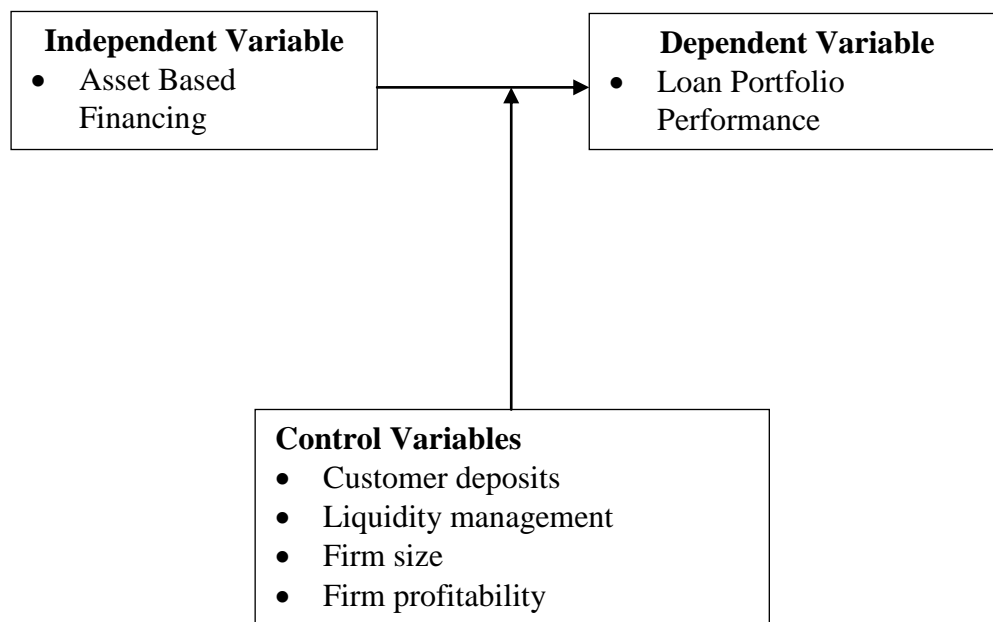 Independent Variable
• Asset Based
Financing
Dependent Variable
• Loan Portfolio
Performance
Control Variables
• Customer deposits
• Liquidity management
• Firm size
• Firm profitability